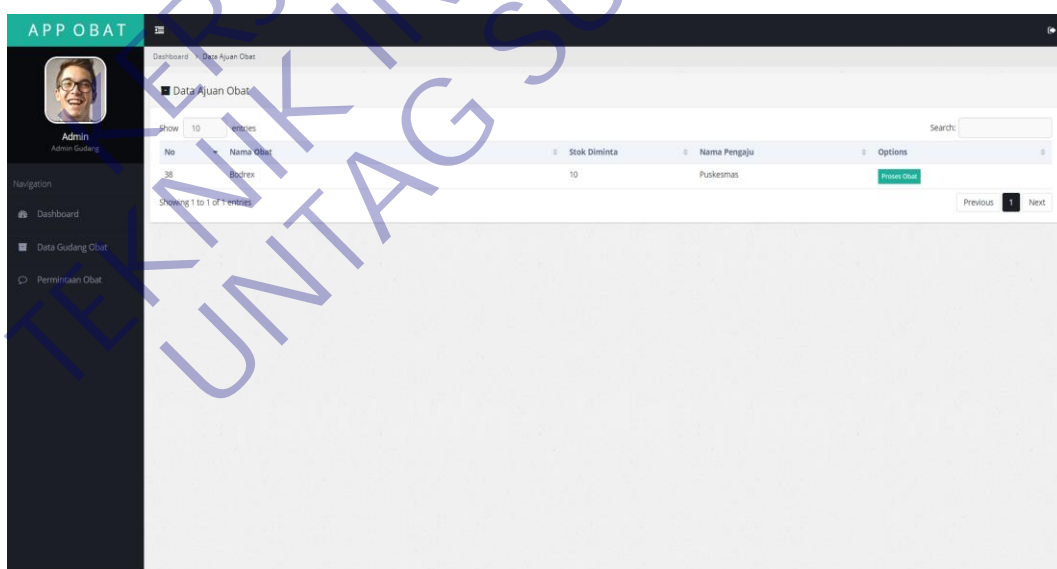 APP OBAT
Dashboard > Data Ajuan Obat
Data Ajuan Obat
Admin
Admin Gudang
Navigation
Dashboard
Data Gudang Obat
Permintaan Obat
Show 10 entries
Search:
No Nama Obat Stok Diminta Nama Pengaju Options
38 Bodrex 10 Puskesmas Proses Obat
Showing 1 to 1 of 1 entries
Previous 1 Next
TEKNIK
UNTAG